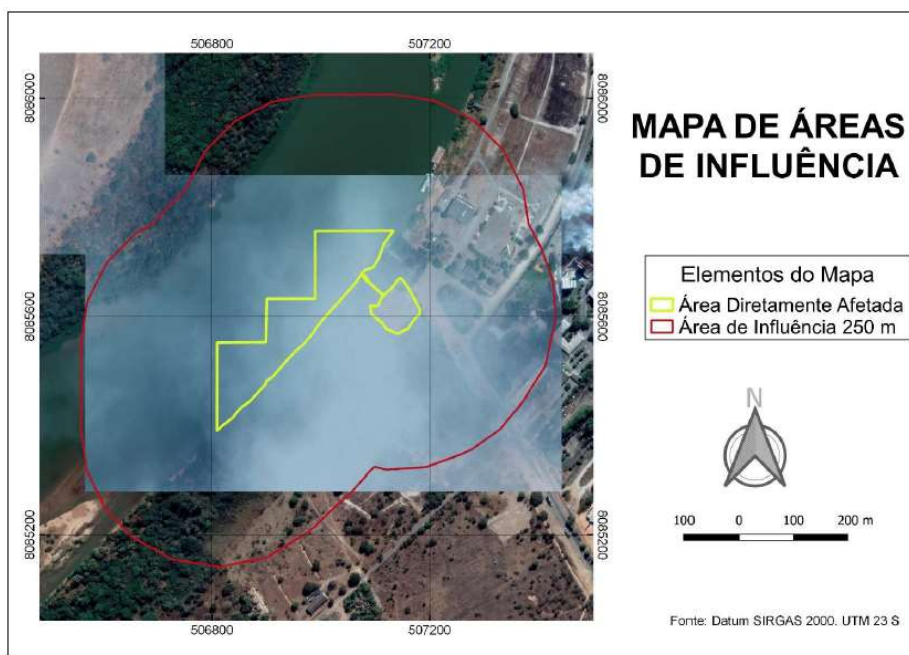 506800
507200
8086000
8086000
MAPA DE ÁREAS
DE INFLUÊNCIA
Elementos do Mapa
Área Diretamente Afetada
Área de Influência 250 m
8085600
8085600
N
100 0 100 200 m
8085200
8085200
506800
507200
Fonte: Datum SIRGAS 2000. UTM 23 S